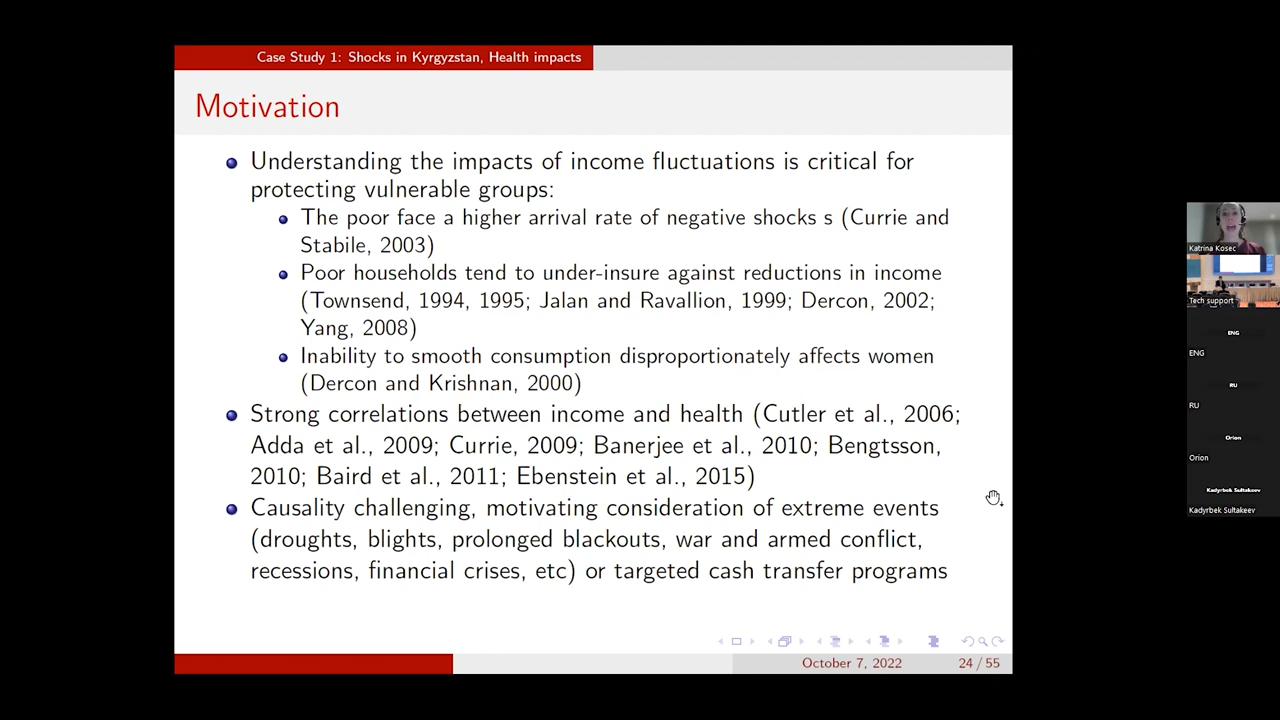 Case Study 1: Shocks in Kyrgyzstan, Health impacts
Motivation
Understanding the impacts of income fluctuations is critical for
protecting vulnerable groups:
The poor face a higher arrival rate of negative shocks s (Currie and
Stabile, 2003)
Poor households tend to under-insure against reductions in income
(Townsend, 1994, 1995; Jalan and Ravallion, 1999; Dercon, 2002;
Yang, 2008)
Inability to smooth consumption disproportionately affects women
(Dercon and Krishnan, 2000)
Strong correlations between income and health (Cutler et al., 2006;
Adda et al., 2009; Currie, 2009; Banerjee et al., 2010; Bengtsson,
2010; Baird et al., 2011; Ebenstein et al., 2015)
Causality challenging, motivating consideration of extreme events
(droughts, blights, prolonged blackouts, war and armed conflict,
recessions, financial crises, etc) or targeted cash transfer programs
October 7, 2022
24 / 55
Katrina Kosec
Tech support
ENG
ENG
RU
RU
Orion
Orion
Kadyrbek Sultakeev
Kadyrbek Sultakeev